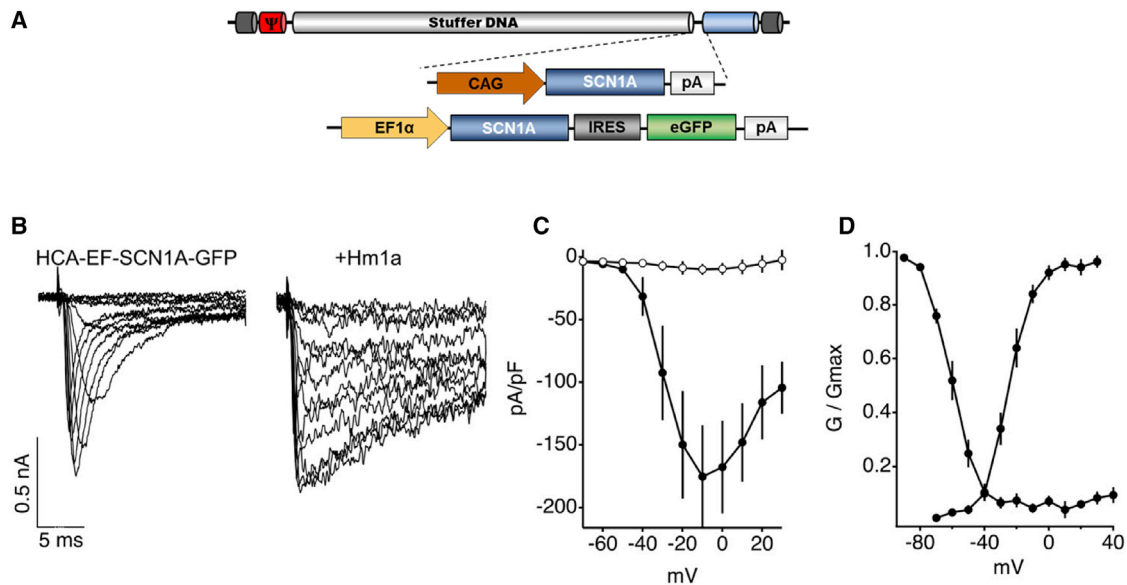 A
Ψ
Stuffer DNA
CAG
SCN1A
pA
EF1α
SCN1A
IRES
eGFP
pA
B
HCA-EF-SCN1A-GFP
+Hm1a
0.5 nA
5 ms
C
0
-50
-100
-150
-200
pA/pF
-60
-40
-20
0
20
mV
D
1.0
0.8
0.6
0.4
0.2
G / Gmax
-80
-40
0
40
mV